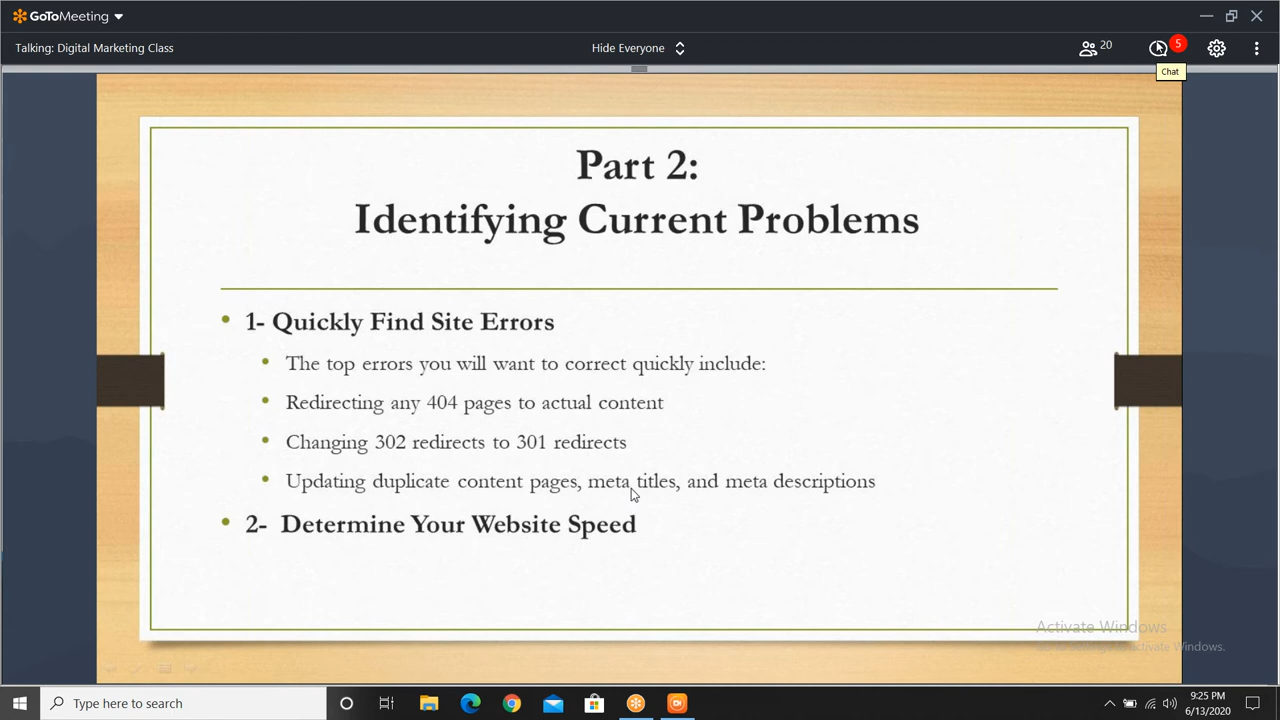 GoToMeeting
Talking: Digital Marketing Class
Hide Everyone
20
5
Chat
Part 2:
Identifying Current Problems
1- Quickly Find Site Errors
The top errors you will want to correct quickly include:
Redirecting any 404 pages to actual content
Changing 302 redirects to 301 redirects
Updating duplicate content pages, meta titles, and meta descriptions
2- Determine Your Website Speed
Activate Windows
Activate Windows.
Type here to search
9:25 PM
6/13/2020